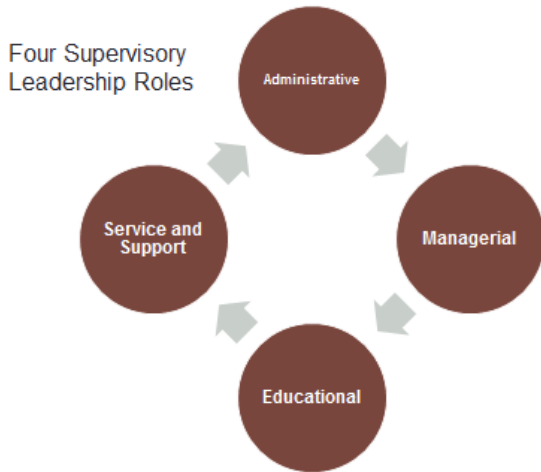 Four Supervisory
Leadership Roles
Administrative
Managerial
Educational
Service and
Support